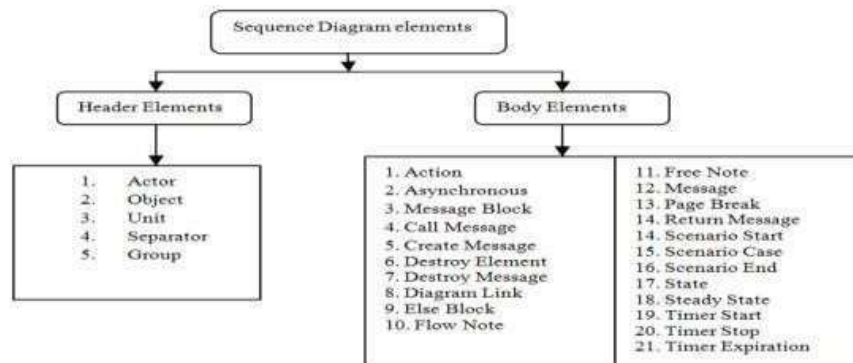 Sequence Diagram elements
Header Elements
Body Elements
1. Actor
2. Object
3. Unit
4. Separator
5. Group
1. Action
2. Asynchronous
3. Message Block
4. Call Message
5. Create Message
6. Destroy Element
7. Destroy Message
8. Diagram Link
9. Else Block
10. Flow Note
11. Free Note
12. Message
13. Page Break
14. Return Message
14. Scenario Start
15. Scenario Case
16. Scenario End
17. State
18. Steady State
19. Timer Start
20. Timer Stop
21. Timer Expiration